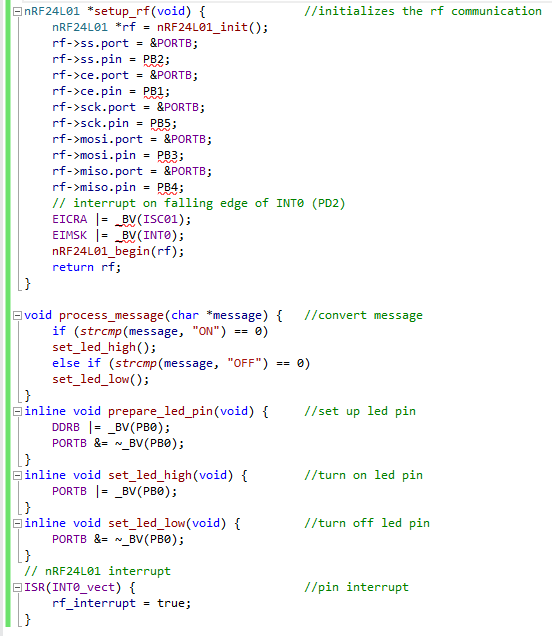 nRF24L01 *setup_rf(void) { //initializes the rf communication
nRF24L01 *rf = nRF24L01_init();
rf->ss.port = &PORTB;
rf->ss.pin = PB2;
rf->ce.port = &PORTB;
rf->ce.pin = PB1;
rf->sck.port = &PORTB;
rf->sck.pin = PB5;
rf->mosi.port = &PORTB;
rf->mosi.pin = PB3;
rf->miso.port = &PORTB;
rf->miso.pin = PB4;
// interrupt on falling edge of INT0 (PD2)
EICRA |= _BV(ISC01);
EIMSK |= _BV(INT0);
nRF24L01_begin(rf);
return rf;
}
void process_message(char *message) { //convert message
if (strcmp(message, "ON") == 0)
set_led_high();
else if (strcmp(message, "OFF") == 0)
set_led_low();
}
inline void prepare_led_pin(void) { //set up led pin
DDRB |= _BV(PB0);
PORTB &= ~_BV(PB0);
}
inline void set_led_high(void) { //turn on led pin
PORTB |= _BV(PB0);
}
inline void set_led_low(void) { //turn off led pin
PORTB &= ~_BV(PB0);
}
// nRF24L01 interrupt
ISR(INT0_vect) { //pin interrupt
rf_interrupt = true;
}